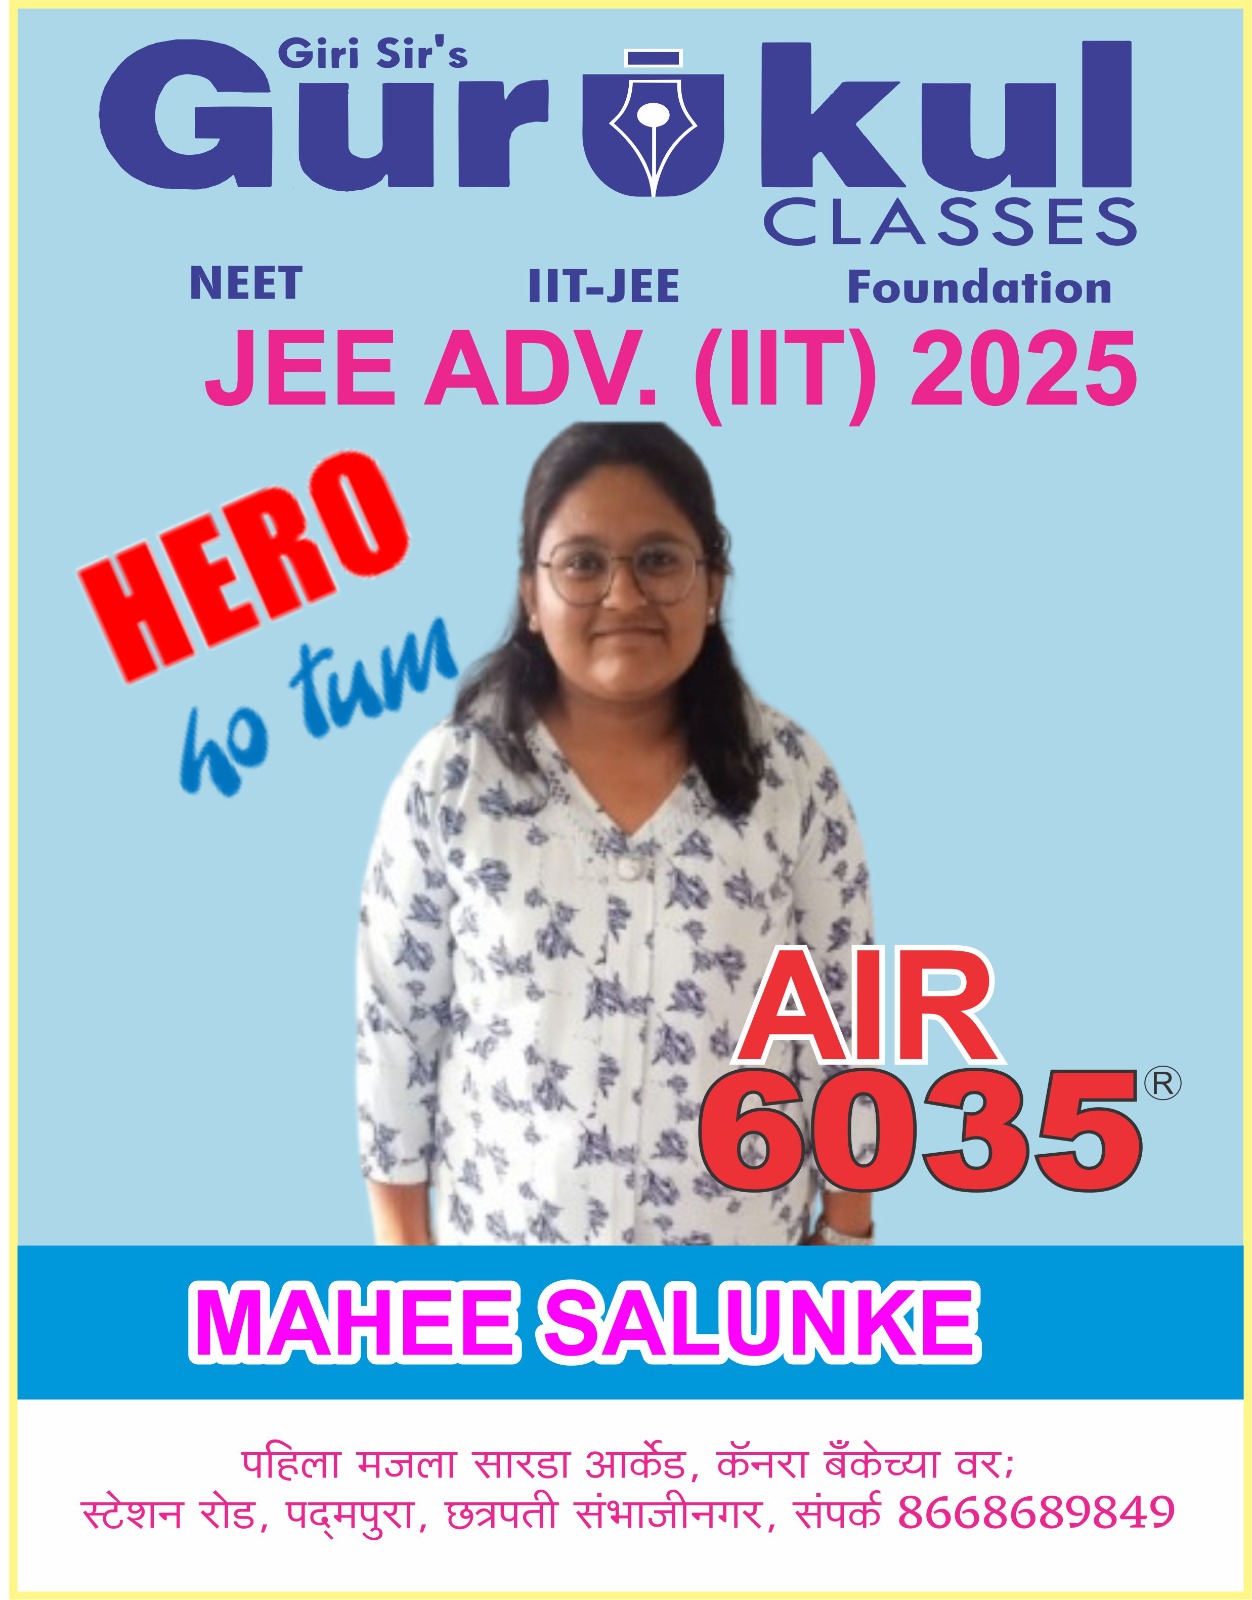 Giri Sir's
Gurukul
CLASSES
NEET IIT-JEE Foundation
JEE ADV. (IIT) 2025
HERO
ho tum
AIR
6035®
MAHEE SALUNKE
पहिला मजला सारडा आर्केड, कॅनरा बँकेच्या वर;
स्टेशन रोड, पद्मपुरा, छत्रपती संभाजीनगर, संपर्क 8668689849